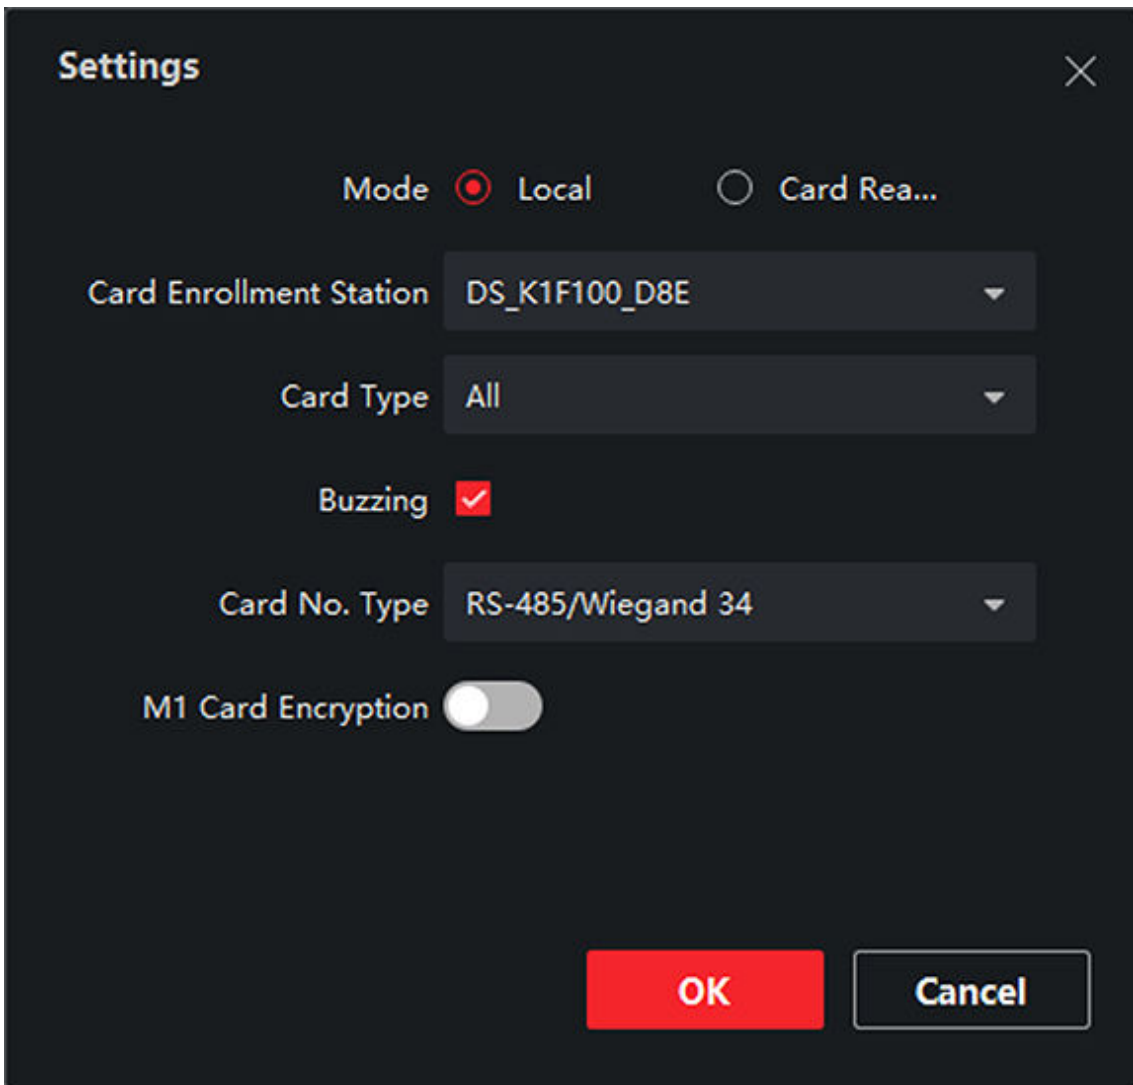 Settings
Mode Local Card Rea...
Card Enrollment Station DS_K1F100_D8E
Card Type All
Buzzing
Card No. Type RS-485/Wiegand 34
M1 Card Encryption
OK Cancel